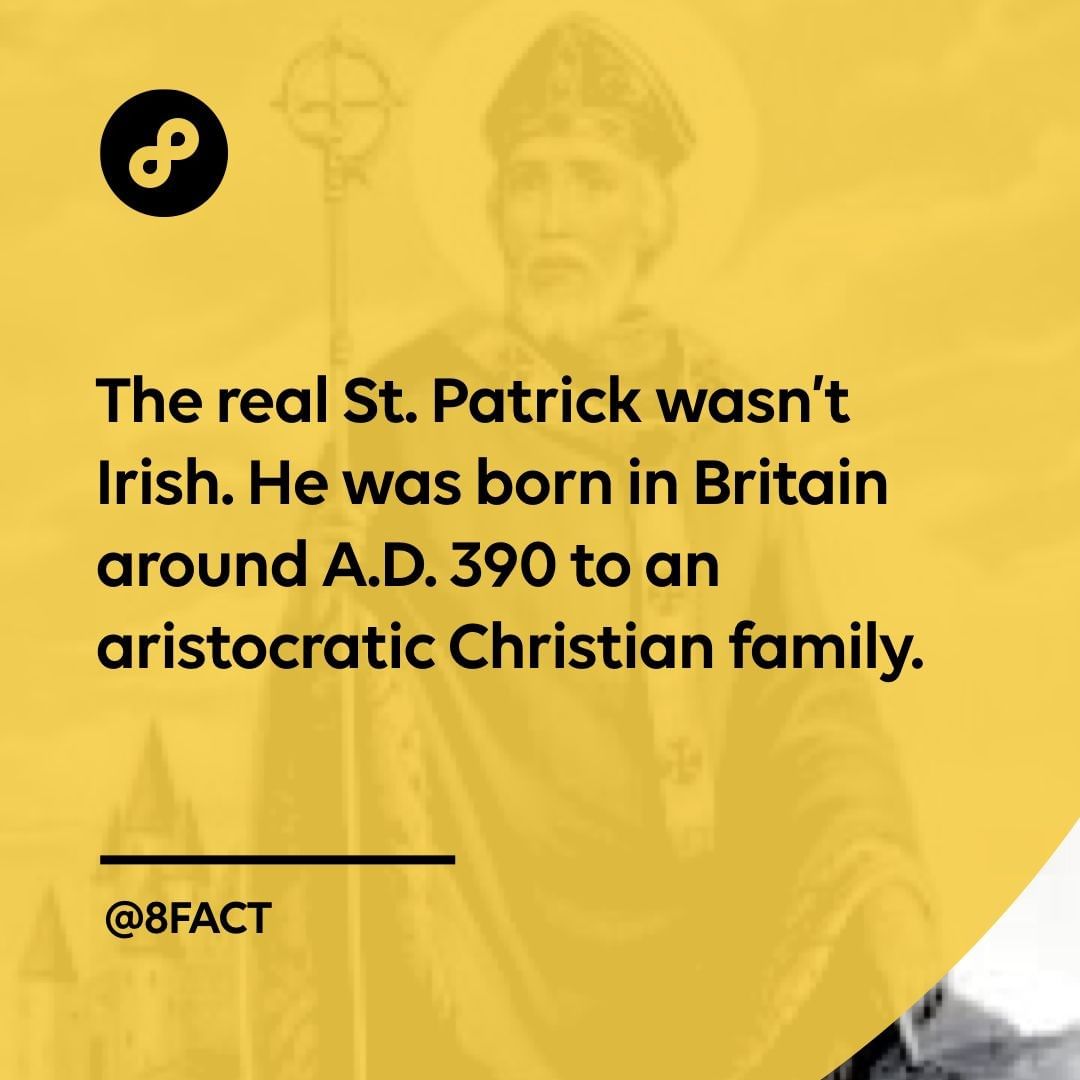 The real St. Patrick wasn't
Irish. He was born in Britain
around A.D. 390 to an
aristocratic Christian family.
@8FACT